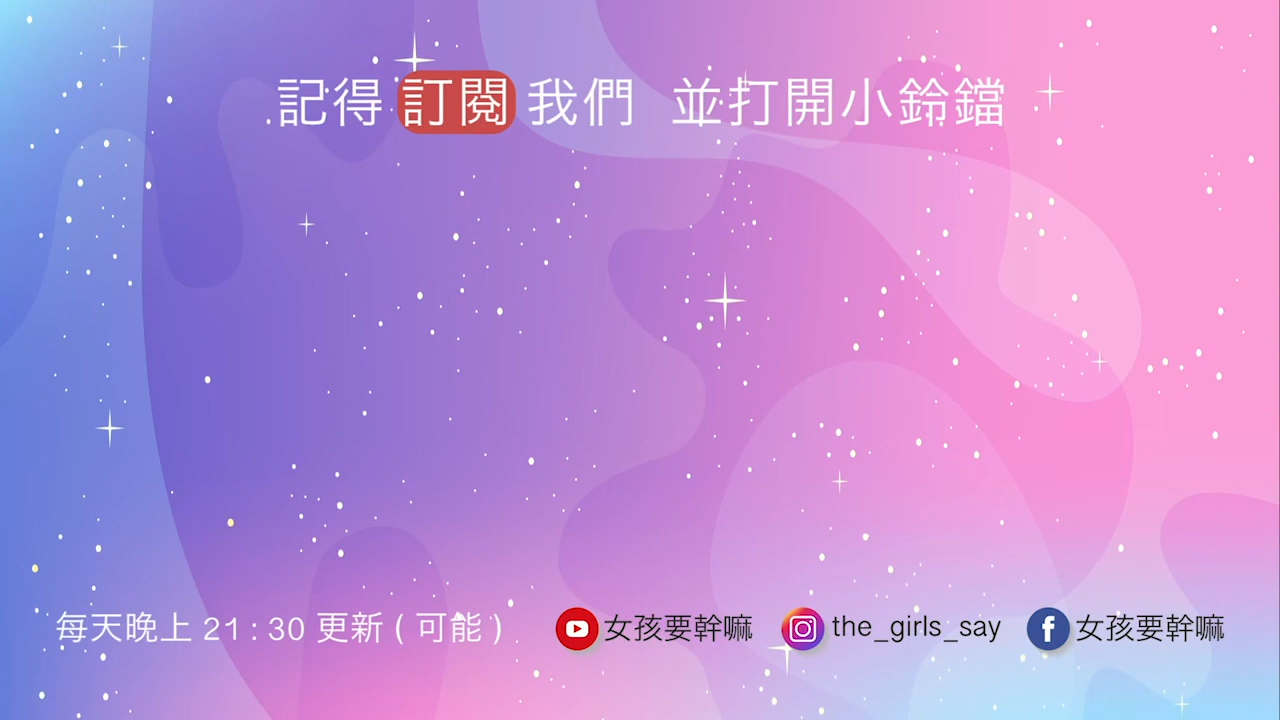 記得 訂閱 我們 並打開小鈴鐺
每天晚上 21 : 30 更新 ( 可能 ) 女孩要幹嘛 the_girls_say 女孩要幹嘛